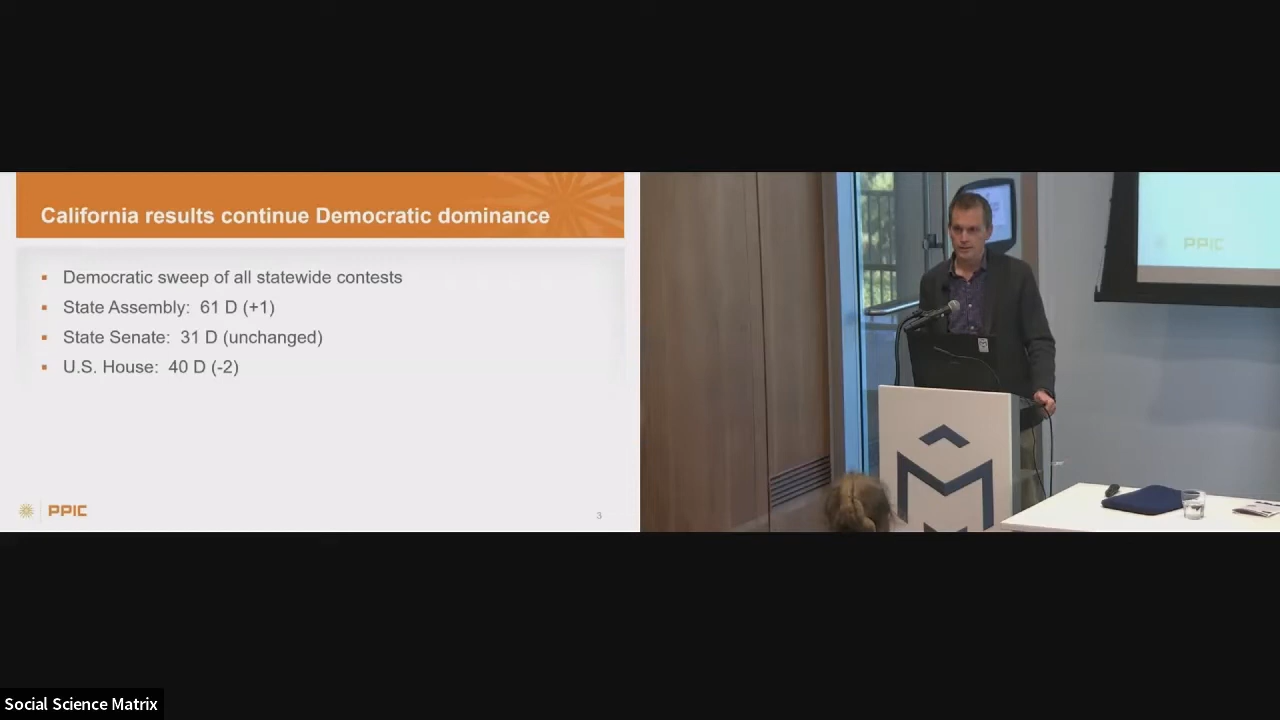 California results continue Democratic dominance
▪ Democratic sweep of all statewide contests
▪ State Assembly: 61 D (+1)
▪ State Senate: 31 D (unchanged)
▪ U.S. House: 40 D (-2)
PPIC
3
PPIC
Social Science Matrix